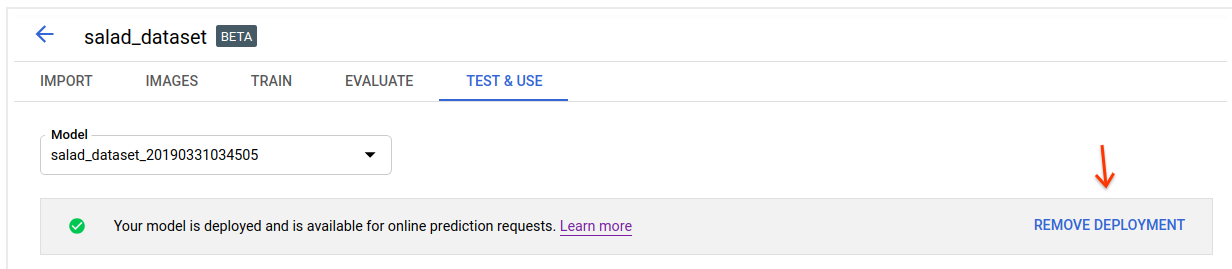 salad_dataset BETA
IMPORT IMAGES TRAIN EVALUATE TEST & USE
Model
salad_dataset_20190331034505
Your model is deployed and is available for online prediction requests. Learn more REMOVE DEPLOYMENT